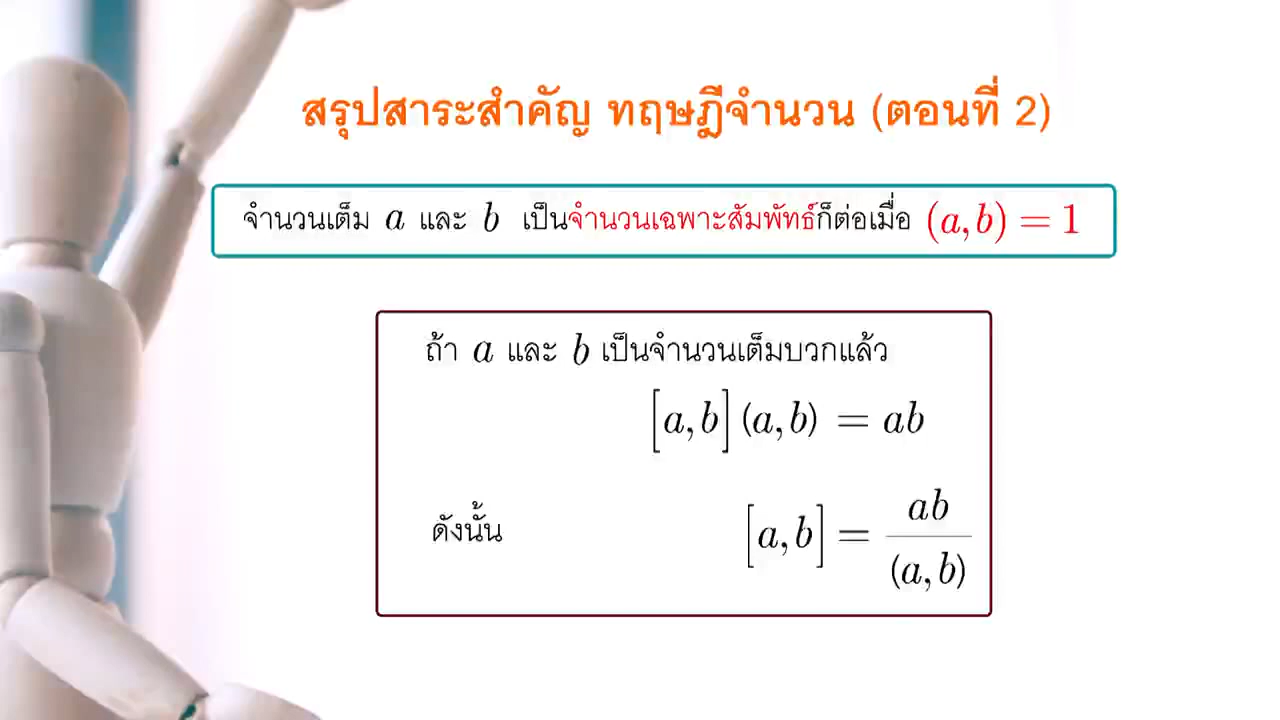 สรุปสาระสำคัญ ทฤษฎีจำนวน (ตอนที่ 2)
จำนวนเต็ม a และ b เป็นจำนวนเฉพาะสัมพัทธ์ก็ต่อเมื่อ (a,b) = 1
ถ้า a และ b เป็นจำนวนเต็มบวกแล้ว
[a,b](a,b) = ab
ดังนั้น [a,b] = ab / (a,b)